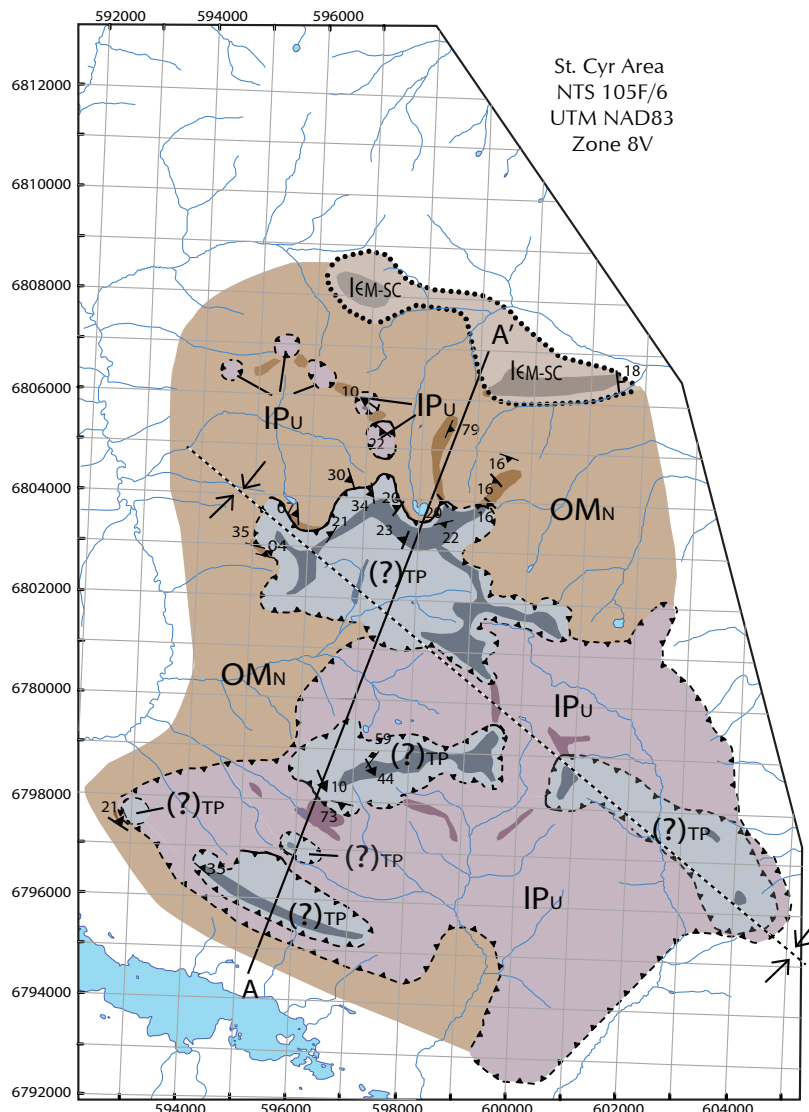 592000 594000 596000
St. Cyr Area
NTS 105F/6
UTM NAD83
Zone 8V
6812000
6810000
6808000
lЄM-SC
A'
lЄM-SC
18
6806000
10
IPU
IPU
22
79
16
30
16
6804000
07
34
28
20
16
OMN
35
04
21
23
22
(?)TP
6802000
OMN
6780000
IPU
59
(?)TP
44
10
6798000
21
(?)TP
73
(?)TP
(?)TP
35
6796000
(?)TP
IPU
A
6794000
6792000
594000 596000 598000 600000 602000 604000